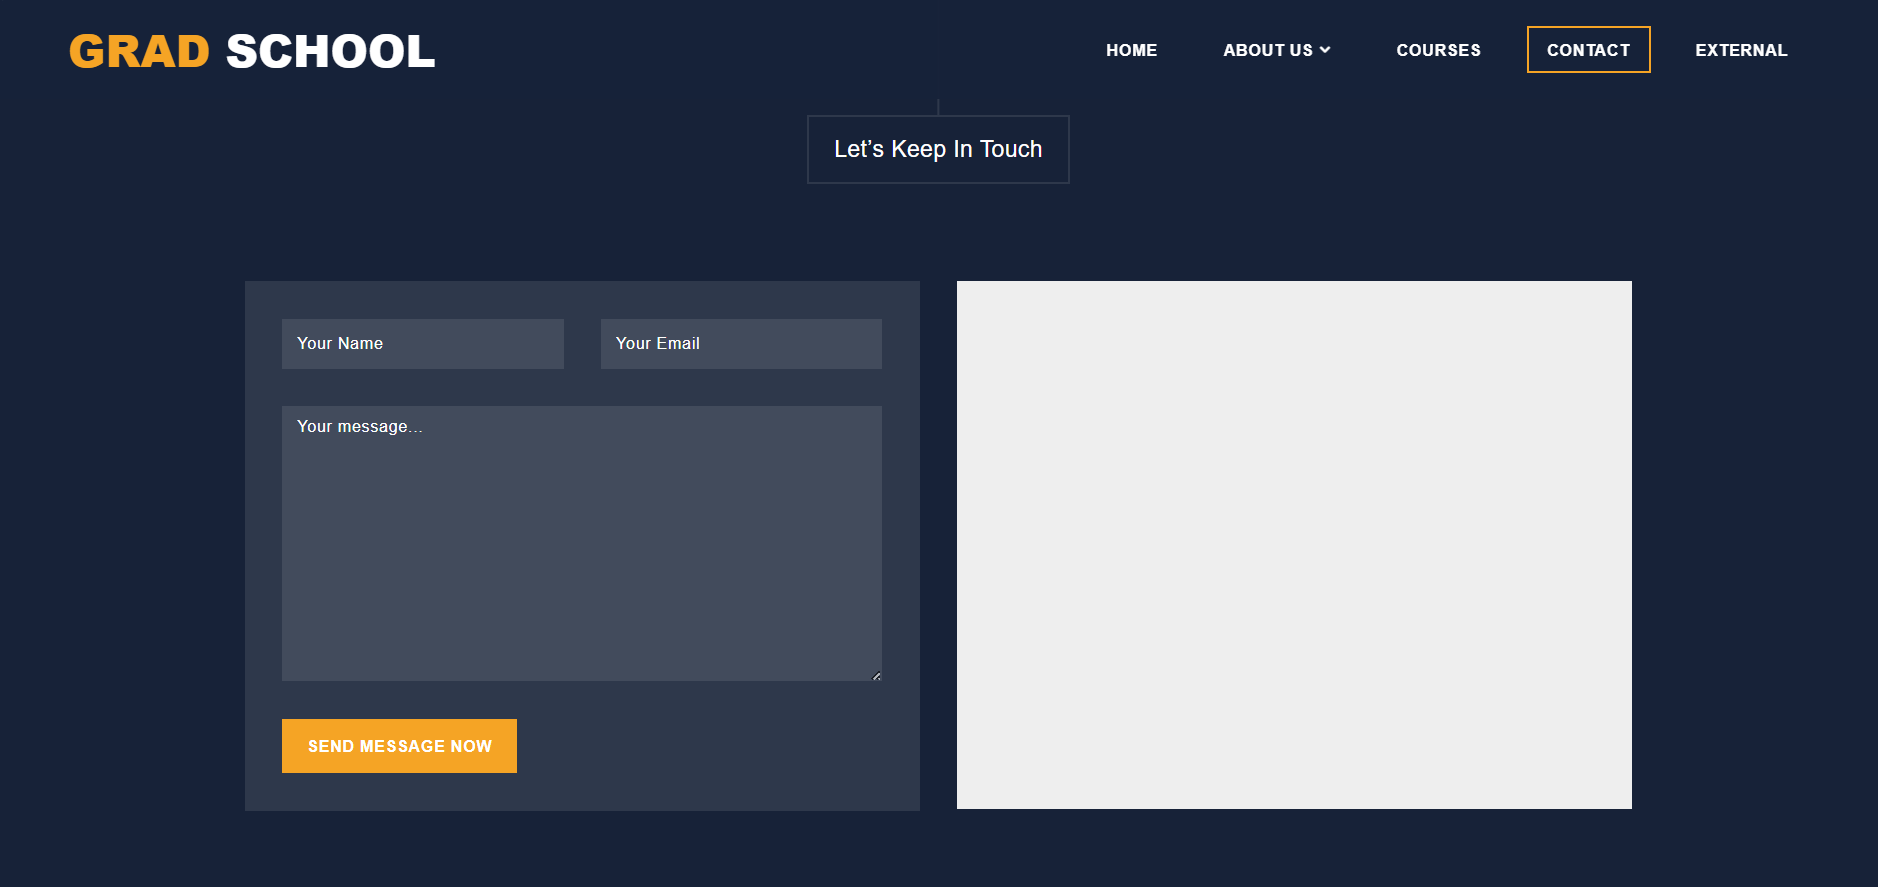 GRAD SCHOOL
HOME
ABOUT US
COURSES
CONTACT
EXTERNAL
Let’s Keep In Touch
Your Name
Your Email
Your message...
SEND MESSAGE NOW